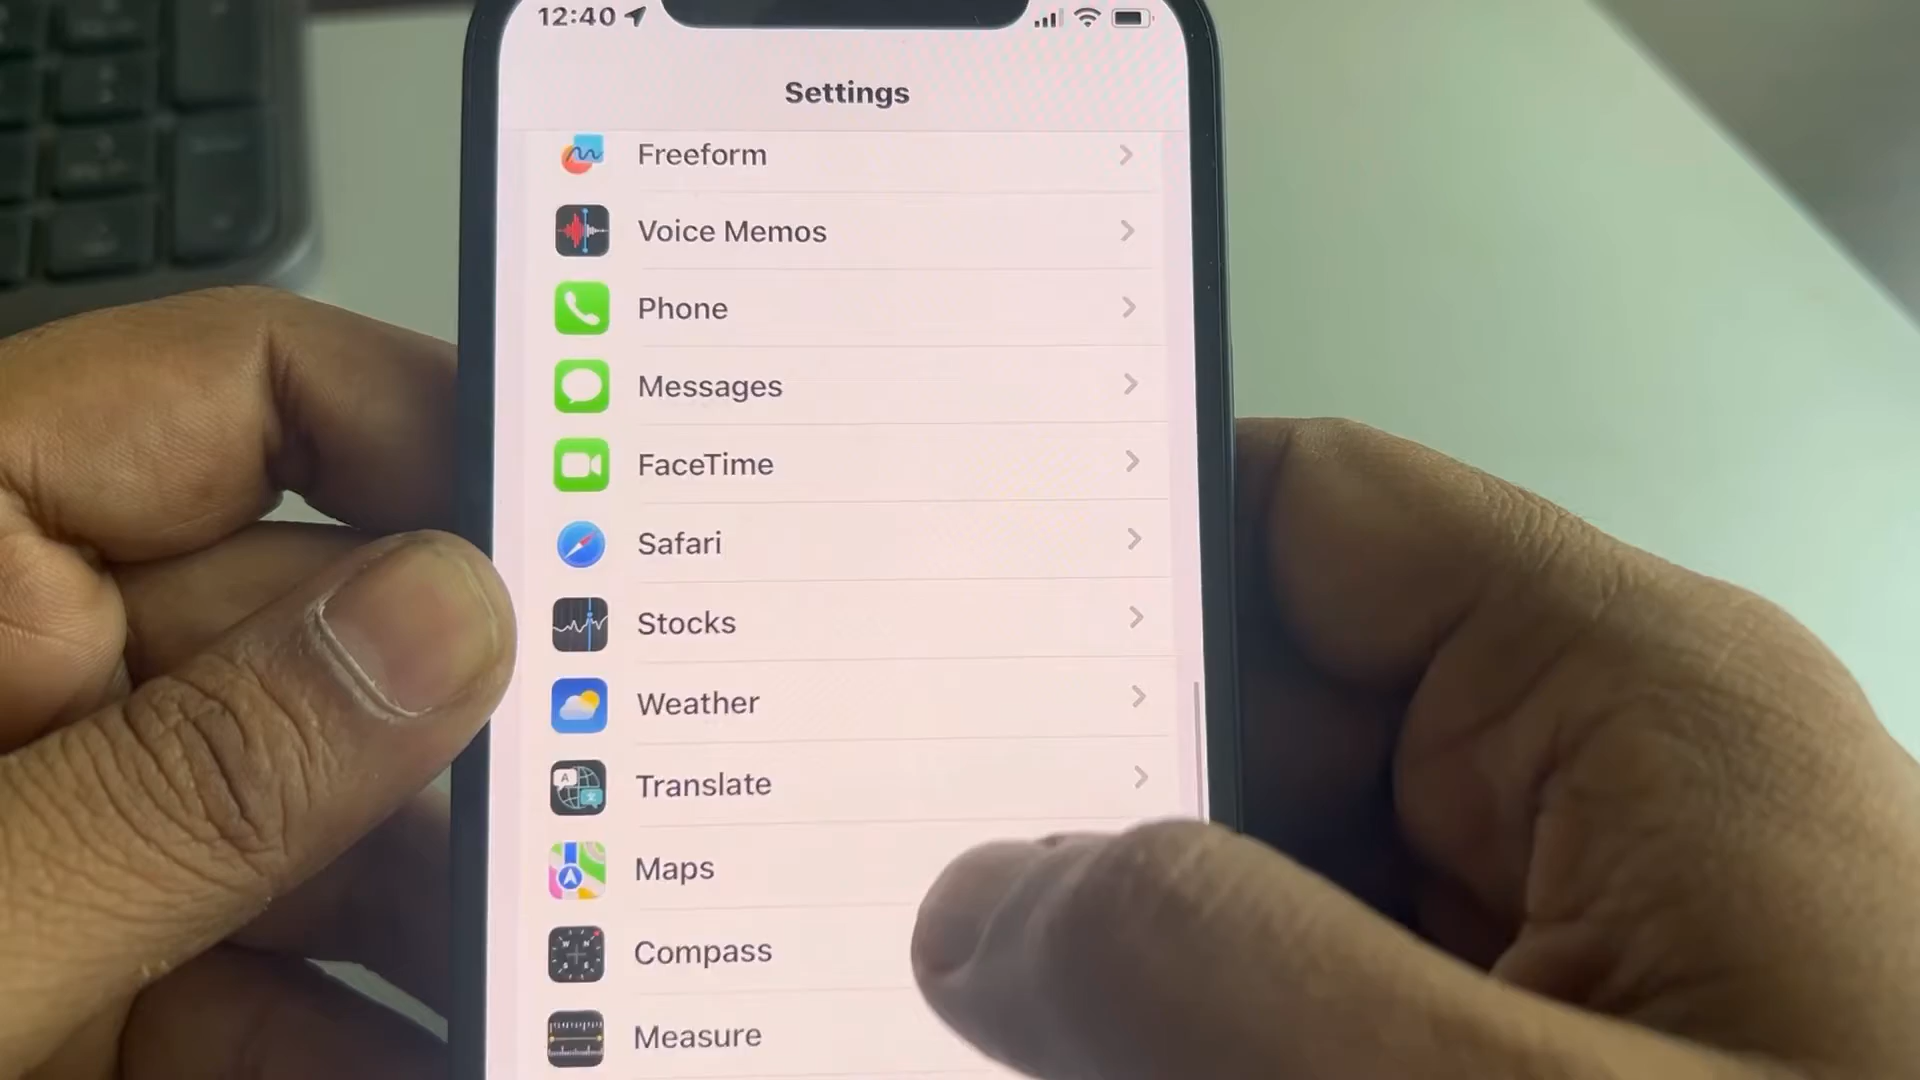 12:40
Settings
Freeform
Voice Memos
Phone
Messages
FaceTime
Safari
Stocks
Weather
Translate
Maps
Compass
Measure